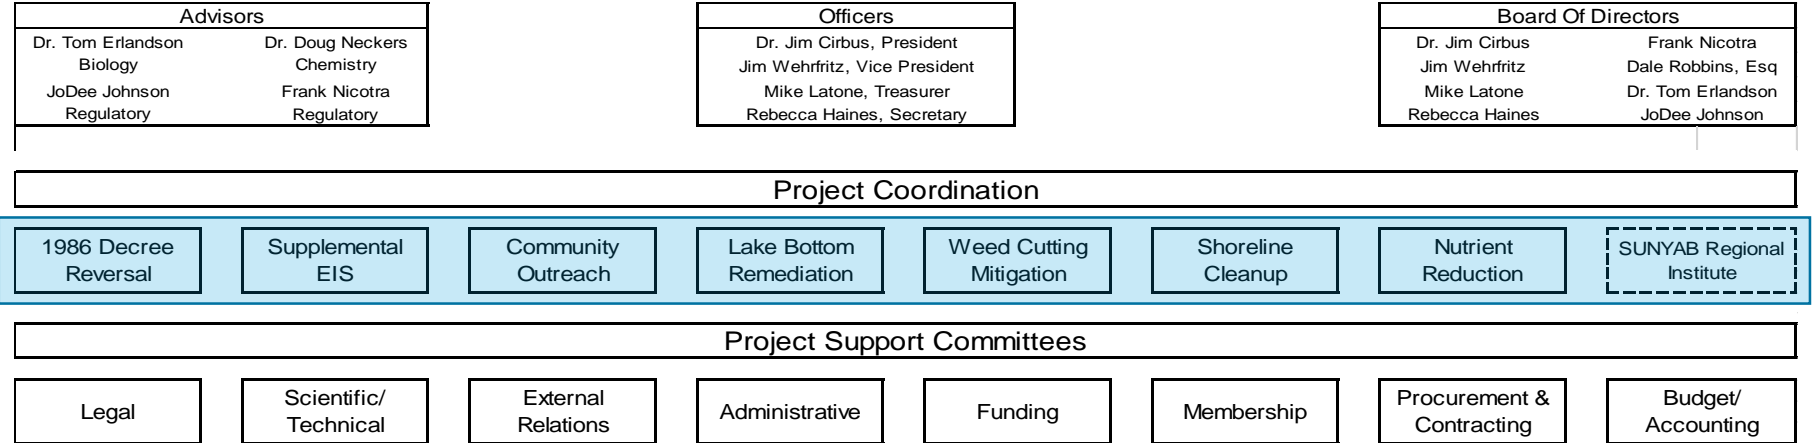 Advisors
Dr. Tom Erlandson
Biology
Dr. Doug Neckers
Chemistry
JoDee Johnson
Regulatory
Frank Nicotra
Regulatory
Officers
Dr. Jim Cirbus, President
Jim Wehrfritz, Vice President
Mike Latone, Treasurer
Rebecca Haines, Secretary
Board Of Directors
Dr. Jim Cirbus
Jim Wehrfritz
Mike Latone
Rebecca Haines
Frank Nicotra
Dale Robbins, Esq
Dr. Tom Erlandson
JoDee Johnson
Project Coordination
1986 Decree
Reversal
Supplemental
EIS
Community
Outreach
Lake Bottom
Remediation
Weed Cutting
Mitigation
Shoreline
Cleanup
Nutrient
Reduction
SUNYAB Regional
Institute
Project Support Committees
Legal
Scientific/
Technical
External
Relations
Administrative
Funding
Membership
Procurement &
Contracting
Budget/
Accounting